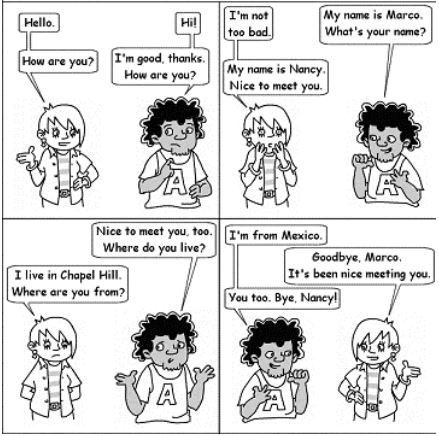 Hello.
Hi!
How are you?
I'm good, thanks.
How are you?
I'm not
too bad.
My name is Marco.
What's your name?
My name is Nancy.
Nice to meet you.
Nice to meet you, too.
Where do you live?
I live in Chapel Hill.
Where are you from?
I'm from Mexico.
Goodbye, Marco.
It's been nice meeting you.
You too. Bye, Nancy!
A
A
A
A